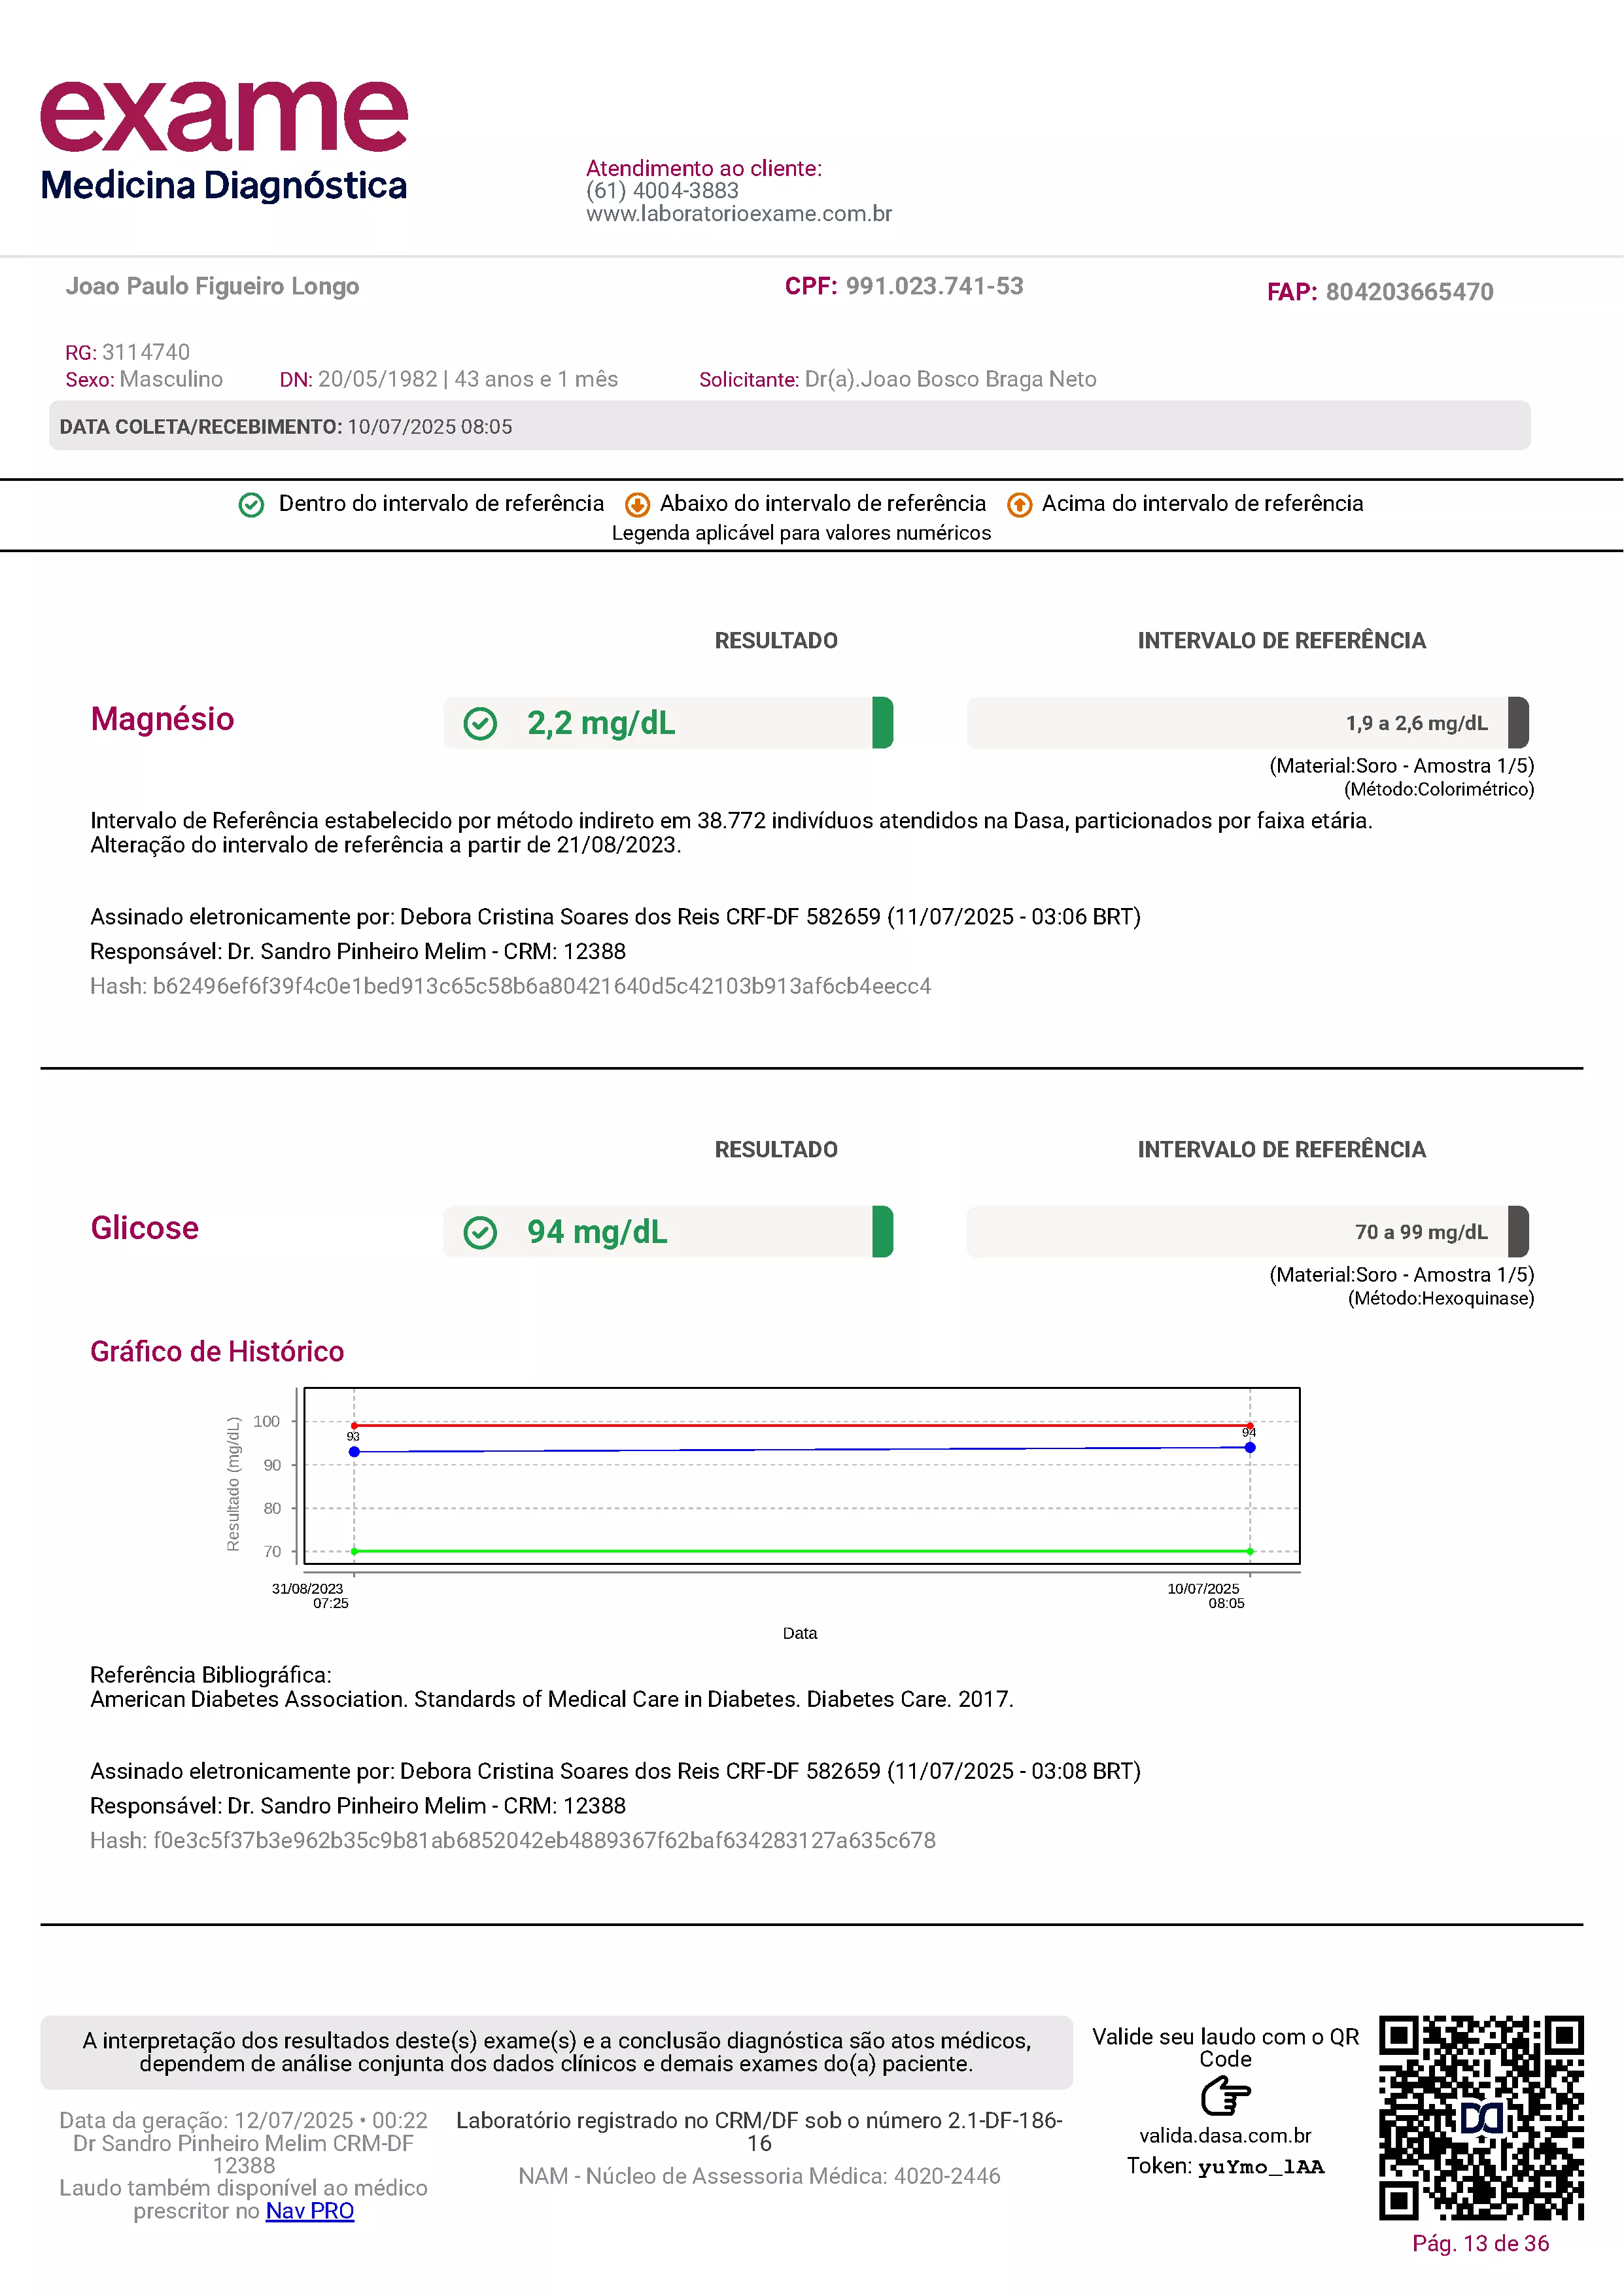 exame
Medicina Diagnóstica
Atendimento ao cliente:
(61) 4004-3883
www.laboratorioexame.com.br
Joao Paulo Figueiro Longo CPF: 991.023.741-53 FAP: 804203665470
RG: 3114740
Sexo: Masculino DN: 20/05/1982 | 43 anos e 1 mês Solicitante: Dr(a).Joao Bosco Braga Neto
DATA COLETA/RECEBIMENTO: 10/07/2025 08:05
Dentro do intervalo de referência Abaixo do intervalo de referência Acima do intervalo de referência
Legenda aplicável para valores numéricos
RESULTADO INTERVALO DE REFERÊNCIA
Magnésio 2,2 mg/dL 1,9 a 2,6 mg/dL
(Material:Soro - Amostra 1/5)
(Método:Colorimétrico)
Intervalo de Referência estabelecido por método indireto em 38.772 indivíduos atendidos na Dasa, particionados por faixa etária.
Alteração do intervalo de referência a partir de 21/08/2023.
Assinado eletronicamente por: Debora Cristina Soares dos Reis CRF-DF 582659 (11/07/2025 - 03:06 BRT)
Responsável: Dr. Sandro Pinheiro Melim - CRM: 12388
Hash: b62496ef6f39f4c0e1bed913c65c58b6a80421640d5c42103b913af6cb4eecc4
RESULTADO INTERVALO DE REFERÊNCIA
Glicose 94 mg/dL 70 a 99 mg/dL
(Material:Soro - Amostra 1/5)
(Método:Hexoquinase)
Gráfico de Histórico
Resultado (mg/dL)
100
93 94
90
80
70
31/08/2023 10/07/2025
07:25 08:05
Data
Referência Bibliográfica:
American Diabetes Association. Standards of Medical Care in Diabetes. Diabetes Care. 2017.
Assinado eletronicamente por: Debora Cristina Soares dos Reis CRF-DF 582659 (11/07/2025 - 03:08 BRT)
Responsável: Dr. Sandro Pinheiro Melim - CRM: 12388
Hash: f0e3c5f37b3e962b35c9b81ab6852042eb4889367f62baf634283127a635c678
A interpretação dos resultados deste(s) exame(s) e a conclusão diagnóstica são atos médicos,
dependem de análise conjunta dos dados clínicos e demais exames do(a) paciente.
Data da geração: 12/07/2025 • 00:22
Dr Sandro Pinheiro Melim CRM-DF
12388
Laudo também disponível ao médico
prescritor no Nav PRO
Laboratório registrado no CRM/DF sob o número 2.1-DF-186-
16
NAM - Núcleo de Assessoria Médica: 4020-2446
Valide seu laudo com o QR
Code
valida.dasa.com.br
Token: yuYmo_lAA
Pág. 13 de 36